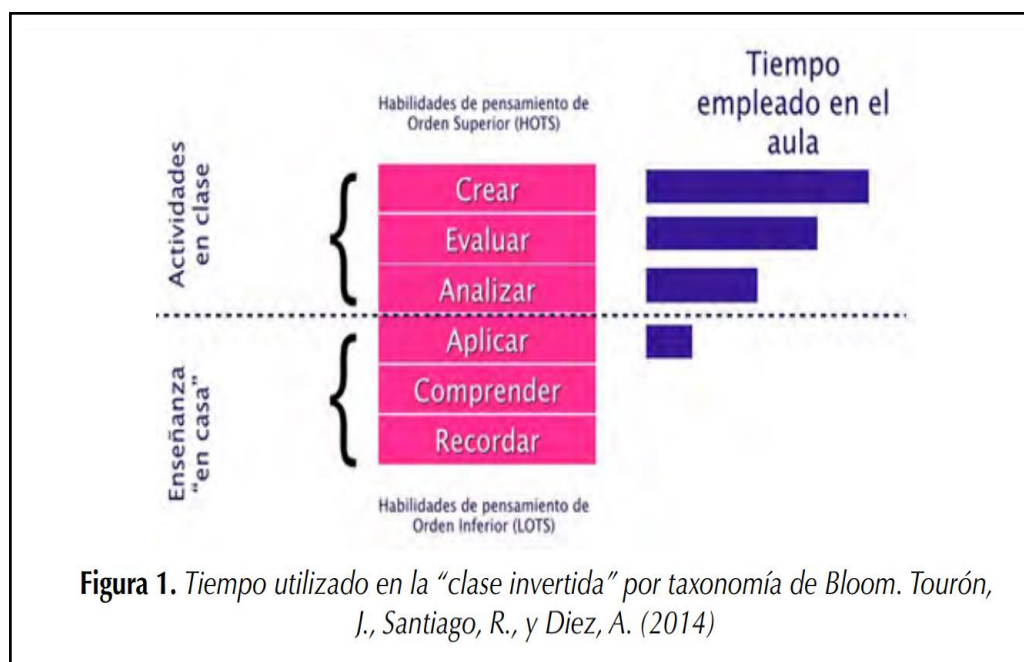 Tiempo
empleado en el
aula
Habilidades de pensamiento de
Orden Superior (HOTS)
Actividades
en clase
{
Crear
Evaluar
Analizar
Enseñanza
"en casa"
{
Aplicar
Comprender
Recordar
Habilidades de pensamiento de
Orden Inferior (LOTS)
Figura 1. Tiempo utilizado en la “clase invertida” por taxonomía de Bloom. Tourón,
J., Santiago, R., y Diez, A. (2014)